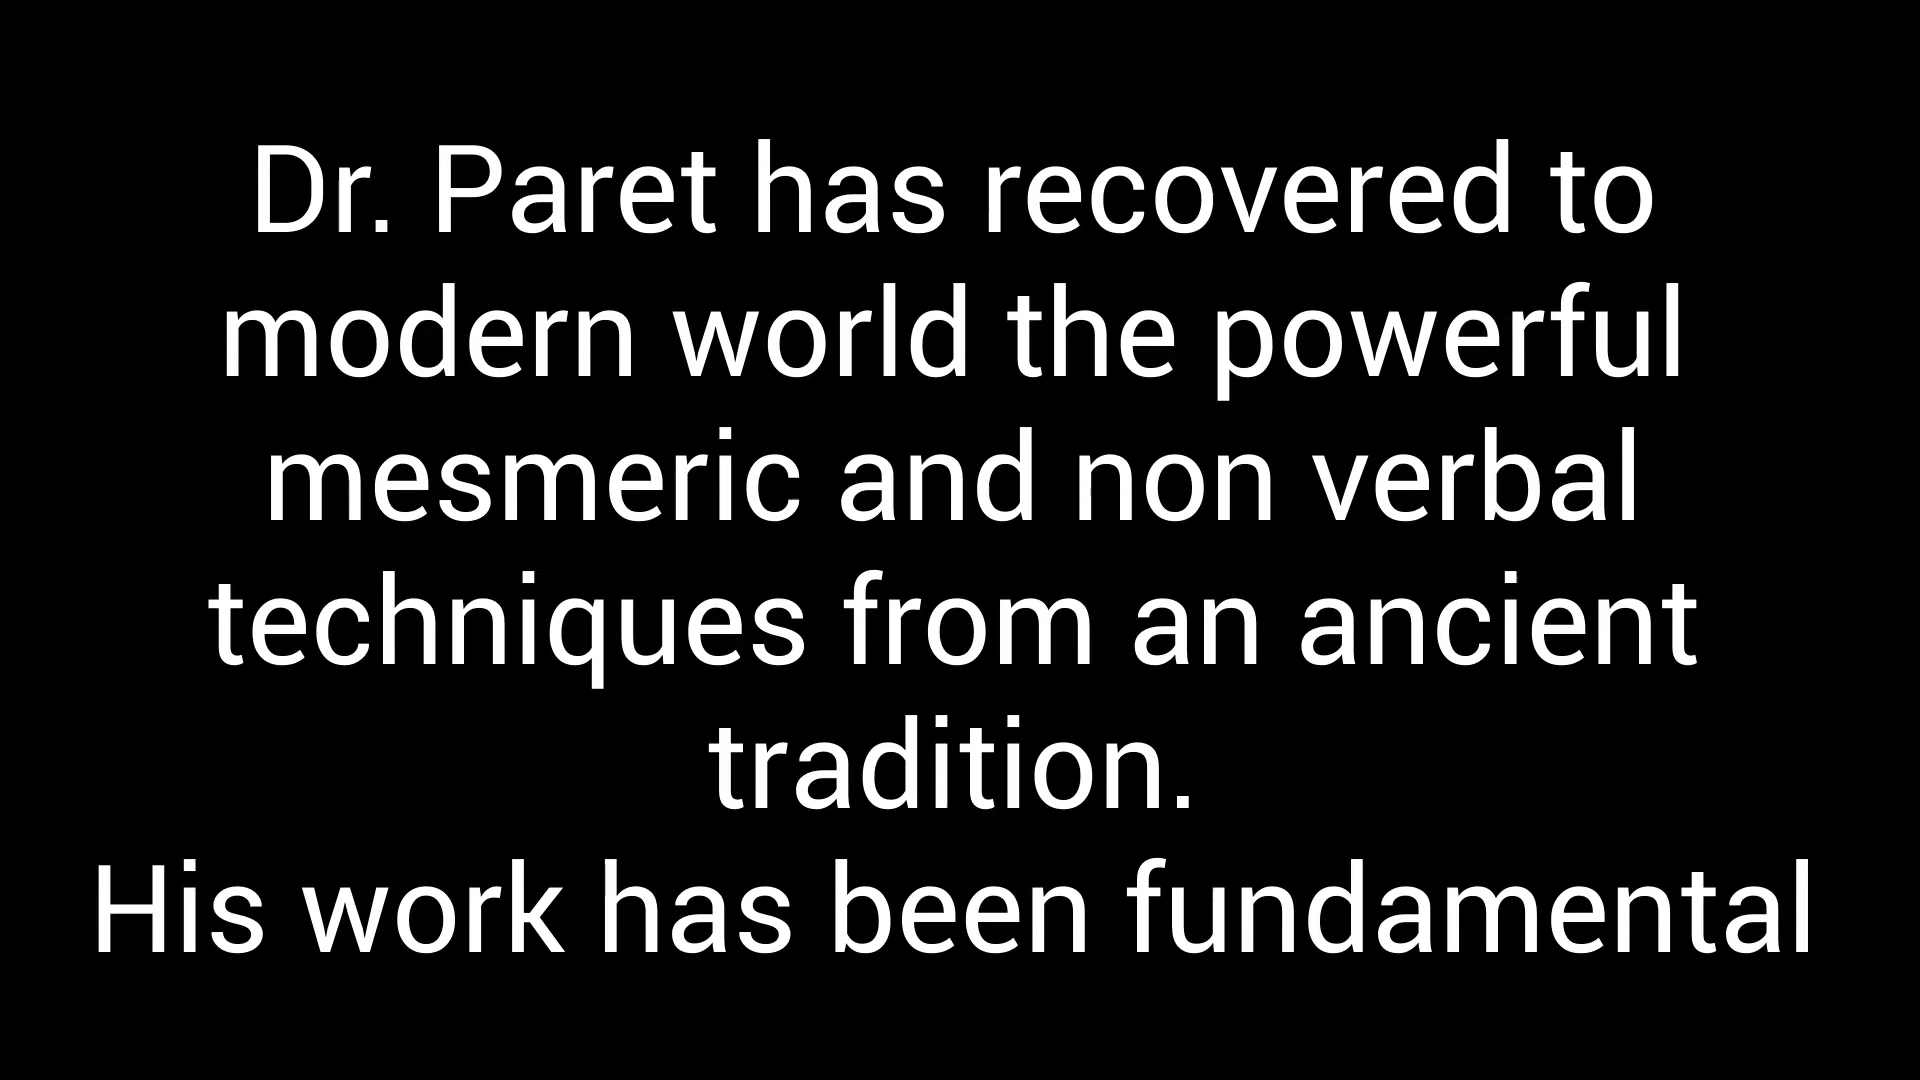 Dr. Paret has recovered to
modern world the powerful
mesmeric and non verbal
techniques from an ancient
tradition.
His work has been fundamental